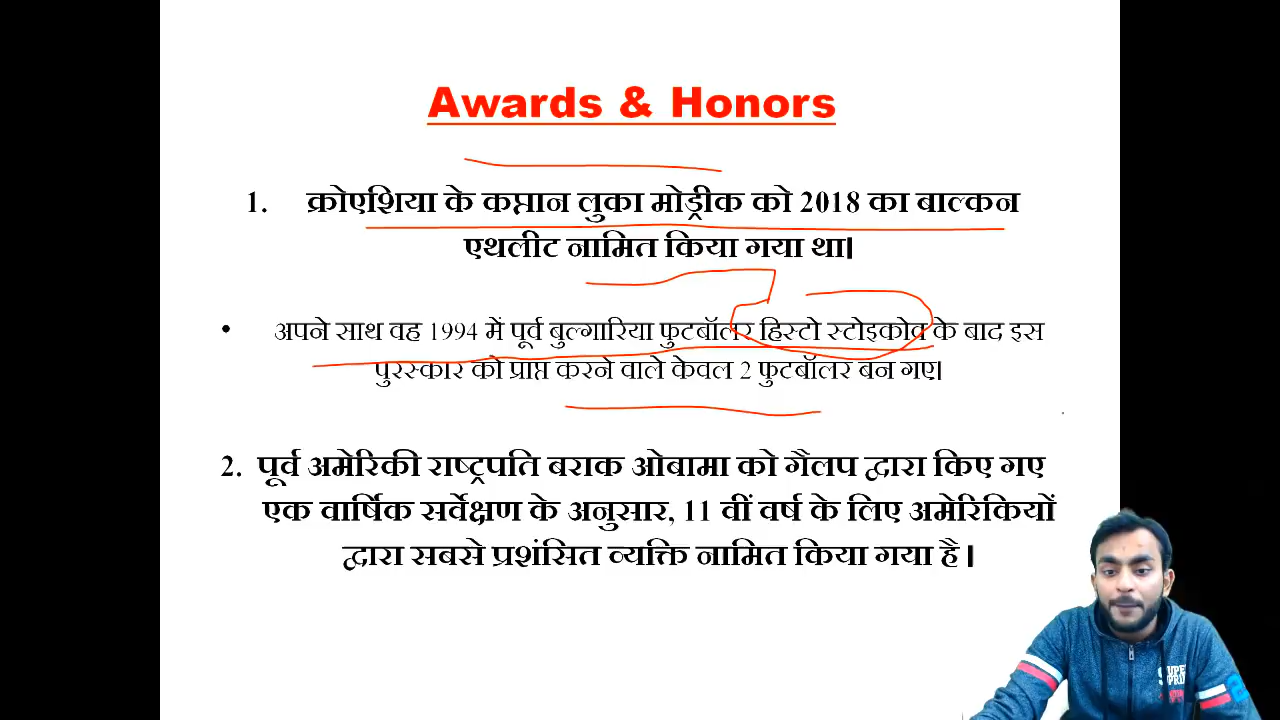 Awards & Honors
1. क्रोएशिया के कप्तान लुका मोड्रीक को 2018 का बाल्कन
एथलीट नामित किया गया था।
• अपने साथ वह 1994 में पूर्व बुल्गारिया फुटबॉलर हिस्टो स्टोइकोव के बाद इस
पुरस्कार को प्राप्त करने वाले केवल 2 फुटबॉलर बन गए।
2. पूर्व अमेरिकी राष्ट्रपति बराक ओबामा को गैलप द्वारा किए गए
एक वार्षिक सर्वेक्षण के अनुसार, 11 वीं वर्ष के लिए अमेरिकियों
द्वारा सबसे प्रशंसित व्यक्ति नामित किया गया है।